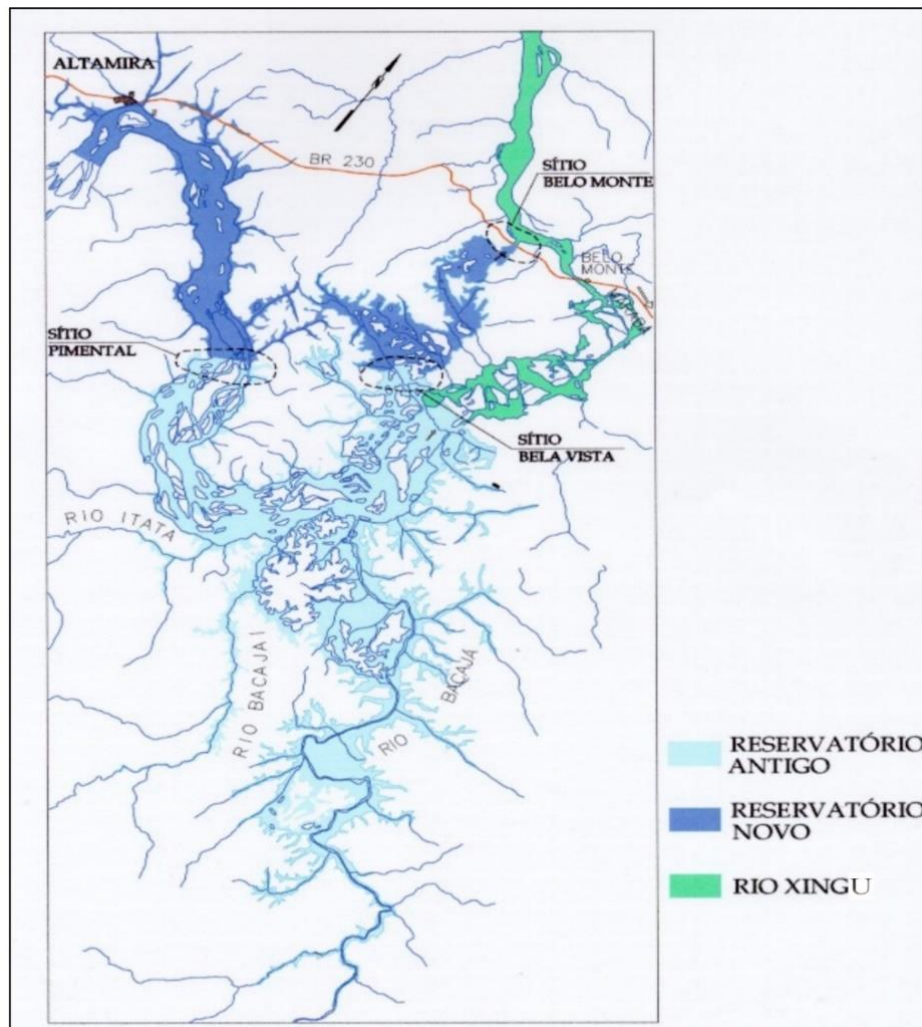 ALTAMIRA
BR 230
SÍTIO
BELO MONTE
BELO
MONTE
SÍTIO
PIMENTAL
SÍTIO
BELA VISTA
RIO ITATA
RIO BACAJAI
RIO
BACAJA
RESERVATÓRIO
ANTIGO
RESERVATÓRIO
NOVO
RIO XINGU